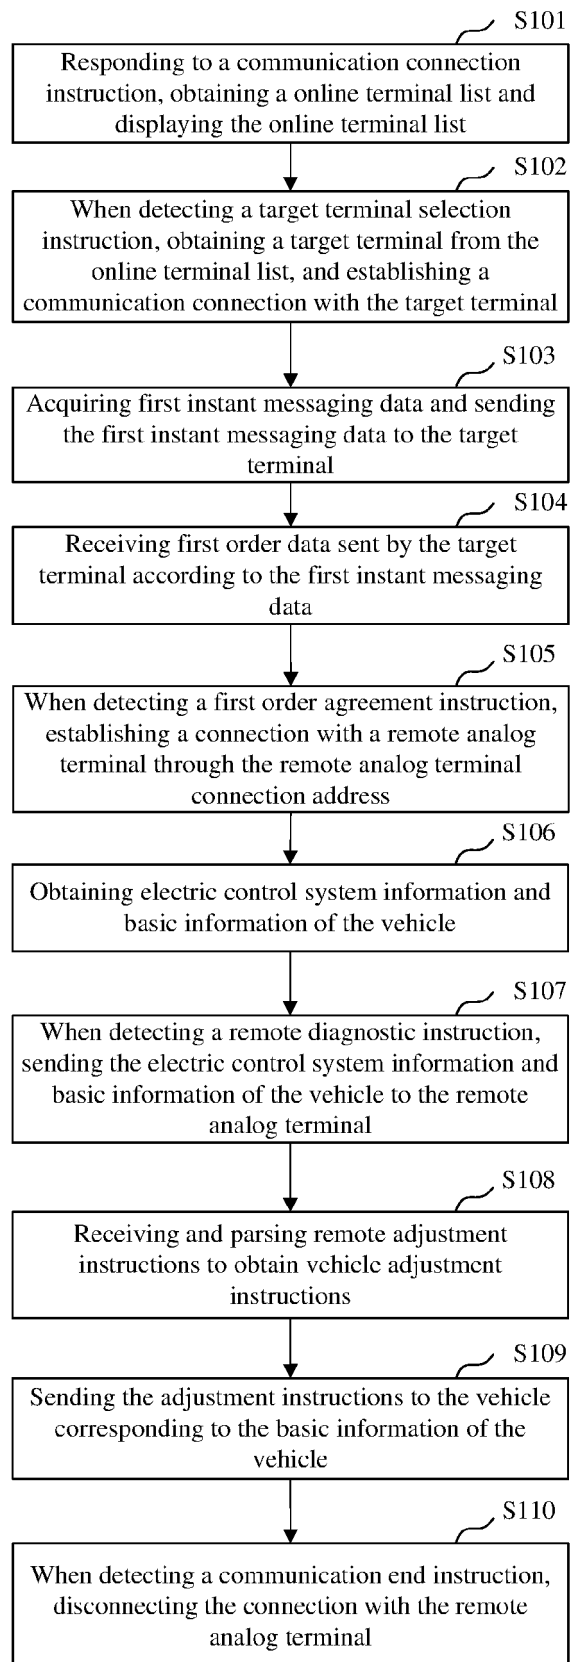 S101
Responding to a communication connection
instruction, obtaining a online terminal list and
displaying the online terminal list
S102
When detecting a target terminal selection
instruction, obtaining a target terminal from the
online terminal list, and establishing a
communication connection with the target terminal
S103
Acquiring first instant messaging data and sending
the first instant messaging data to the target
terminal
S104
Receiving first order data sent by the target
terminal according to the first instant messaging
data
S105
When detecting a first order agreement instruction,
establishing a connection with a remote analog
terminal through the remote analog terminal
connection address
S106
Obtaining electric control system information and
basic information of the vehicle
S107
When detecting a remote diagnostic instruction,
sending the electric control system information and
basic information of the vehicle to the remote
analog terminal
S108
Receiving and parsing remote adjustment
instructions to obtain vehicle adjustment
instructions
S109
Sending the adjustment instructions to the vehicle
corresponding to the basic information of the
vehicle
S110
When detecting a communication end instruction,
disconnecting the connection with the remote
analog terminal